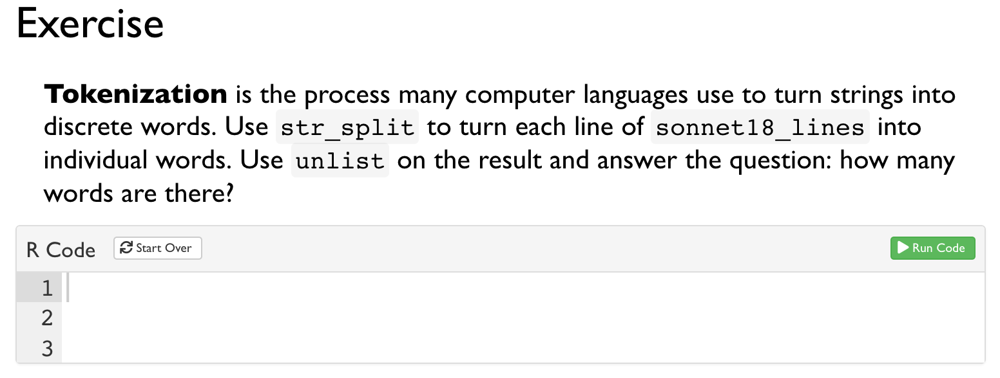 Exercise
Tokenization is the process many computer languages use to turn strings into
discrete words. Use str_split to turn each line of sonnet18_lines into
individual words. Use unlist on the result and answer the question: how many
words are there?
R Code Start Over Run Code
1
2
3